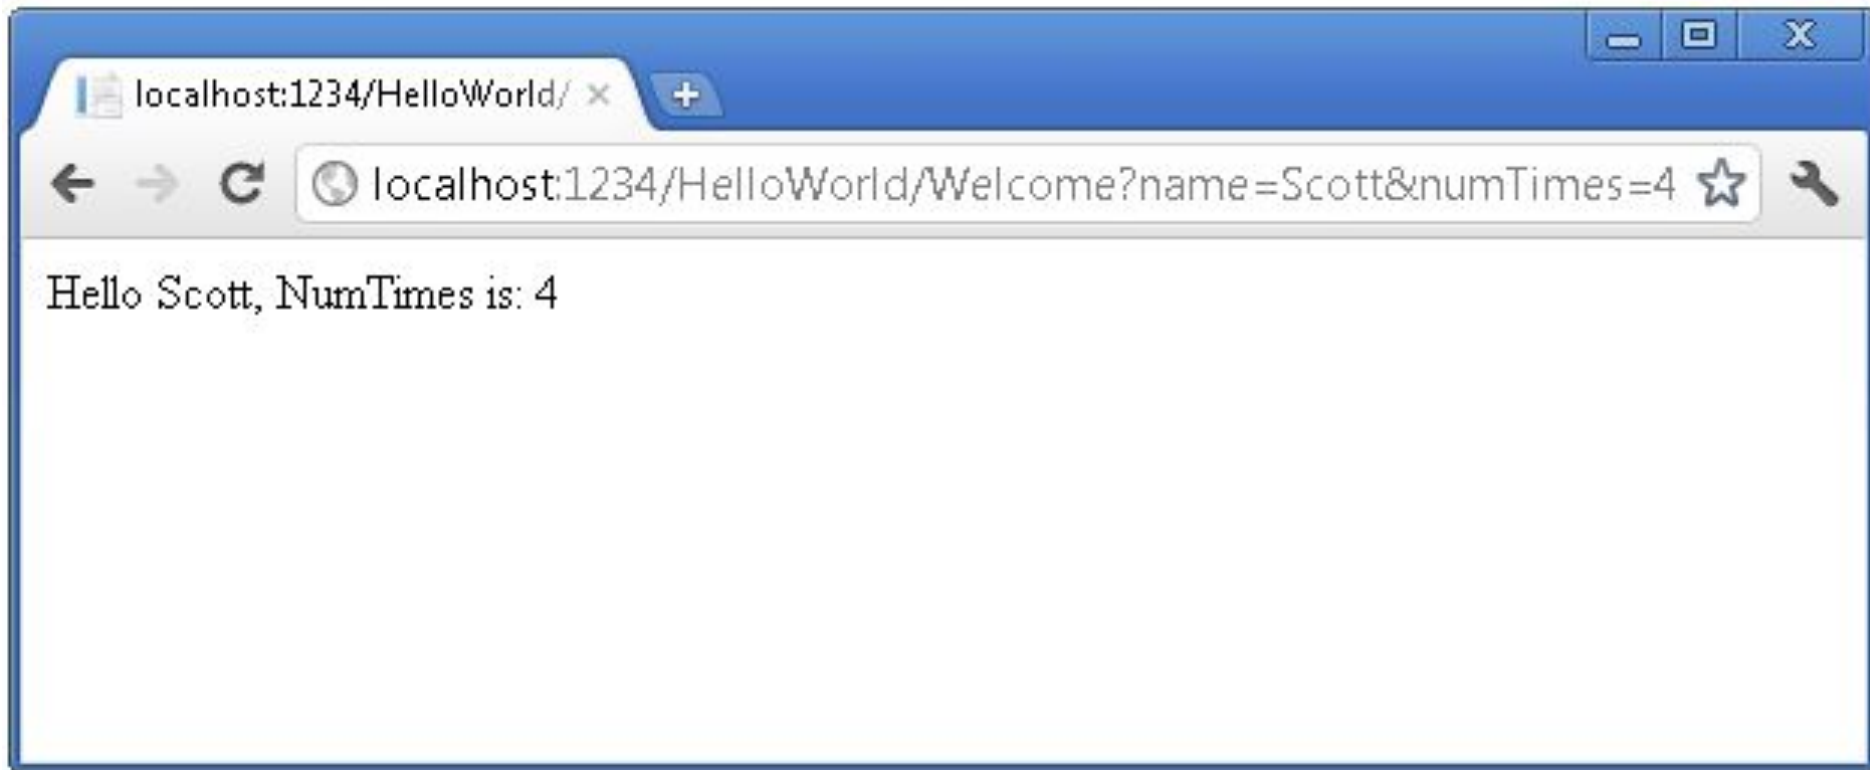 localhost:1234/HelloWorld/
localhost:1234/HelloWorld/Welcome?name=Scott&numTimes=4
Hello Scott, NumTimes is: 4